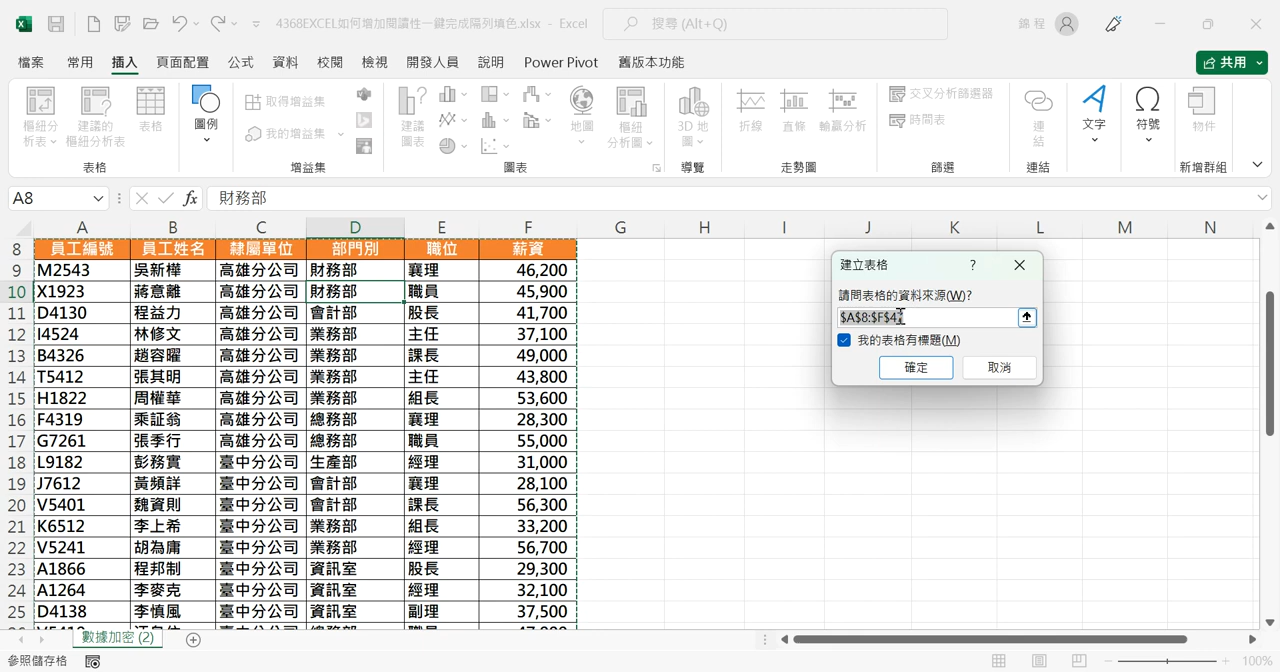 4368EXCEL如何增加閱讀性一鍵完成隔列填色.xlsx - Excel
搜尋 (Alt+Q)
錦 程
檔案 常用 插入 頁面配置 公式 資料 校閱 檢視 開發人員 說明 Power Pivot 舊版本功能
共用
樞紐分析表
建議的樞紐分析表
表格
圖例
取得增益集
我的增益集
建議圖表
地圖
樞紐分析圖
3D 地圖
折線
直條
輸贏分析
交叉分析篩選器
時間表
連結
文字
符號
物件
表格 增益集 圖表 導覽 走勢圖 篩選 連結 新增群組
A8 fx 財務部
A B C D E F G H I J K L M N
8 員工編號 員工姓名 隸屬單位 部門別 職位 薪資
9 M2543 吳新樺 高雄分公司 財務部 襄理 46,200
10 X1923 蔣意離 高雄分公司 財務部 職員 45,900
11 D4130 程益力 高雄分公司 會計部 股長 41,700
12 I4524 林修文 高雄分公司 業務部 主任 37,100
13 B4326 趙容曜 高雄分公司 業務部 課長 49,000
14 T5412 張其明 高雄分公司 業務部 主任 43,800
15 H1822 周權華 高雄分公司 業務部 組長 53,600
16 F4319 乘証翁 高雄分公司 總務部 襄理 28,300
17 G7261 張季行 高雄分公司 總務部 職員 55,000
18 L9182 彭務實 臺中分公司 生產部 經理 31,000
19 J7612 黃頻詳 臺中分公司 會計部 襄理 28,100
20 V5401 魏資則 臺中分公司 會計部 課長 56,300
21 K6512 李上希 臺中分公司 業務部 組長 33,200
22 V5241 胡為庸 臺中分公司 業務部 經理 56,700
23 A1866 程邦制 臺中分公司 資訊室 股長 29,300
24 A1264 李麥克 臺中分公司 資訊室 經理 32,100
25 D4138 李慎風 臺中分公司 資訊室 副理 37,500
建立表格 ?
請問表格的資料來源(W)?
$A$8:$F$4
我的表格有標題(M)
確定 取消
數據加密 (2)
參照儲存格
100%